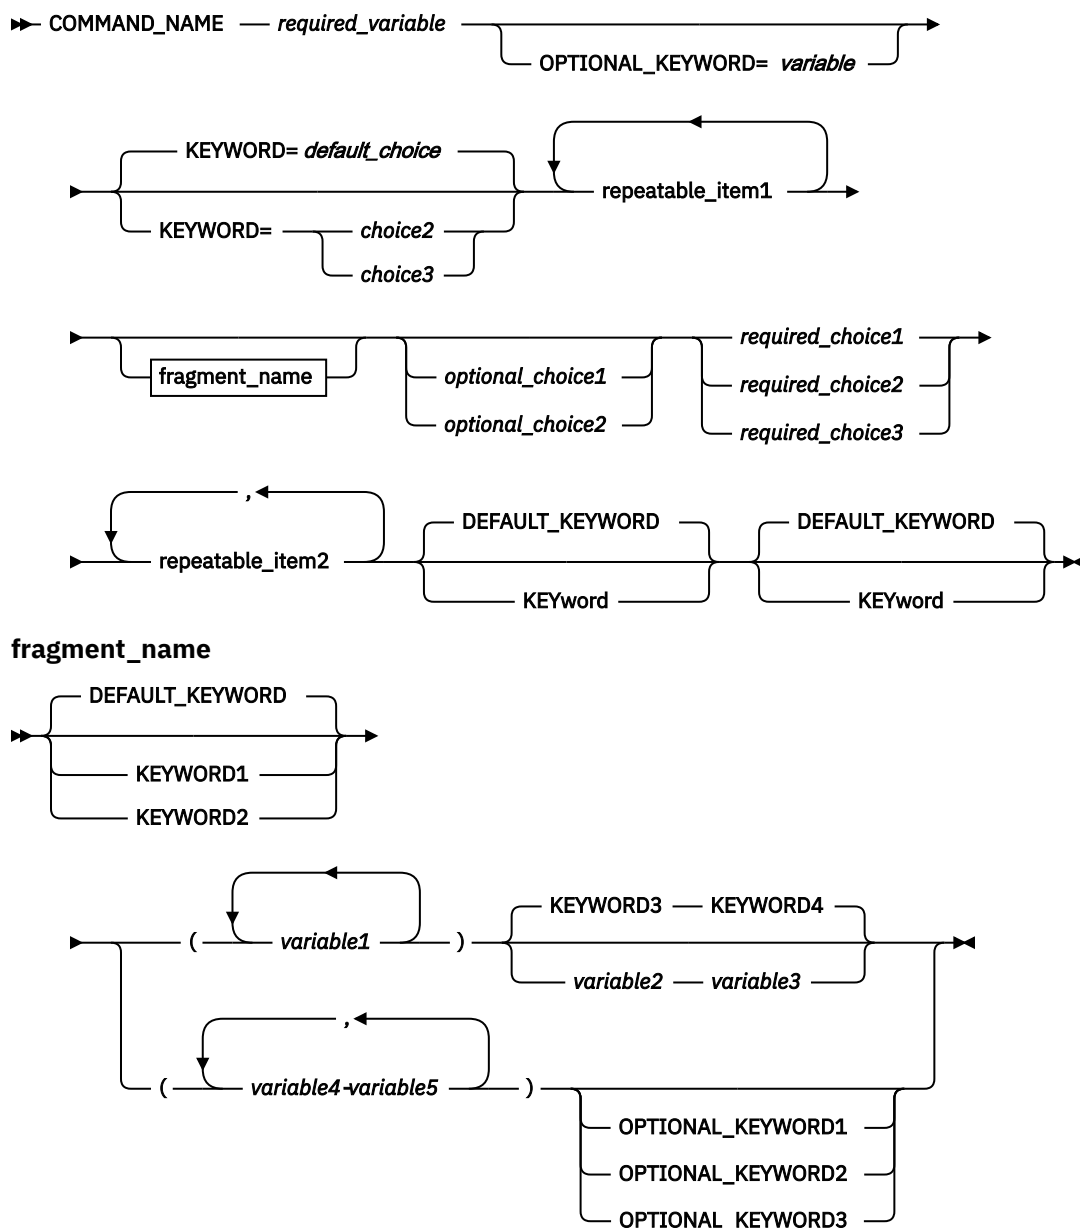 COMMAND_NAME required_variable
OPTIONAL_KEYWORD= variable
KEYWORD= default_choice
repeatable_item1
KEYWORD= choice2
choice3
required_choice1
fragment_name optional_choice1 required_choice2
optional_choice2 required_choice3
,
DEFAULT_KEYWORD DEFAULT_KEYWORD
repeatable_item2
KEYword KEYword
fragment_name
DEFAULT_KEYWORD
KEYWORD1
KEYWORD2
KEYWORD3 KEYWORD4
( variable1 )
variable2 variable3
,
( variable4-variable5 )
OPTIONAL_KEYWORD1
OPTIONAL_KEYWORD2
OPTIONAL_KEYWORD3